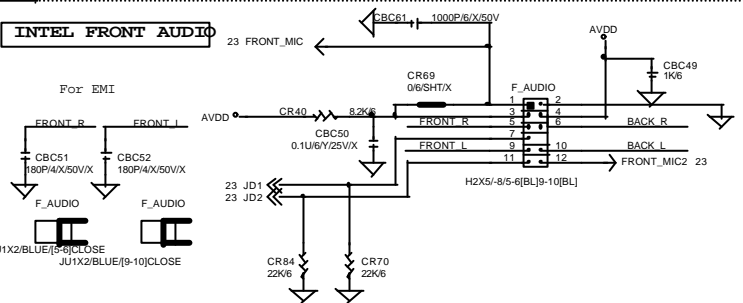 INTEL FRONT AUDIO
CBC61
1000P/6/X/50V
23 FRONT_MIC
AVDD
CBC49
1K/6
CR69
0/6/SHT/X
F_AUDIO
For EMI
AVDD
CR40
8.2K/6
1
2
3
4
FRONT_R
5
6
BACK_R
7
FRONT_L
9
10
BACK_L
11
12
FRONT_MIC2 23
H2X5/-8/5-6[BL]9-10[BL]
CBC50
0.1U/6/Y/25V/X
FRONT_R
FRONT_L
CBC51
180P/4/X/50V/X
CBC52
180P/4/X/50V/X
23 JD1
23 JD2
F_AUDIO
F_AUDIO
JU1X2/BLUE/[5-6]CLOSE
JU1X2/BLUE/[9-10]CLOSE
CR84
22K/6
CR70
22K/6